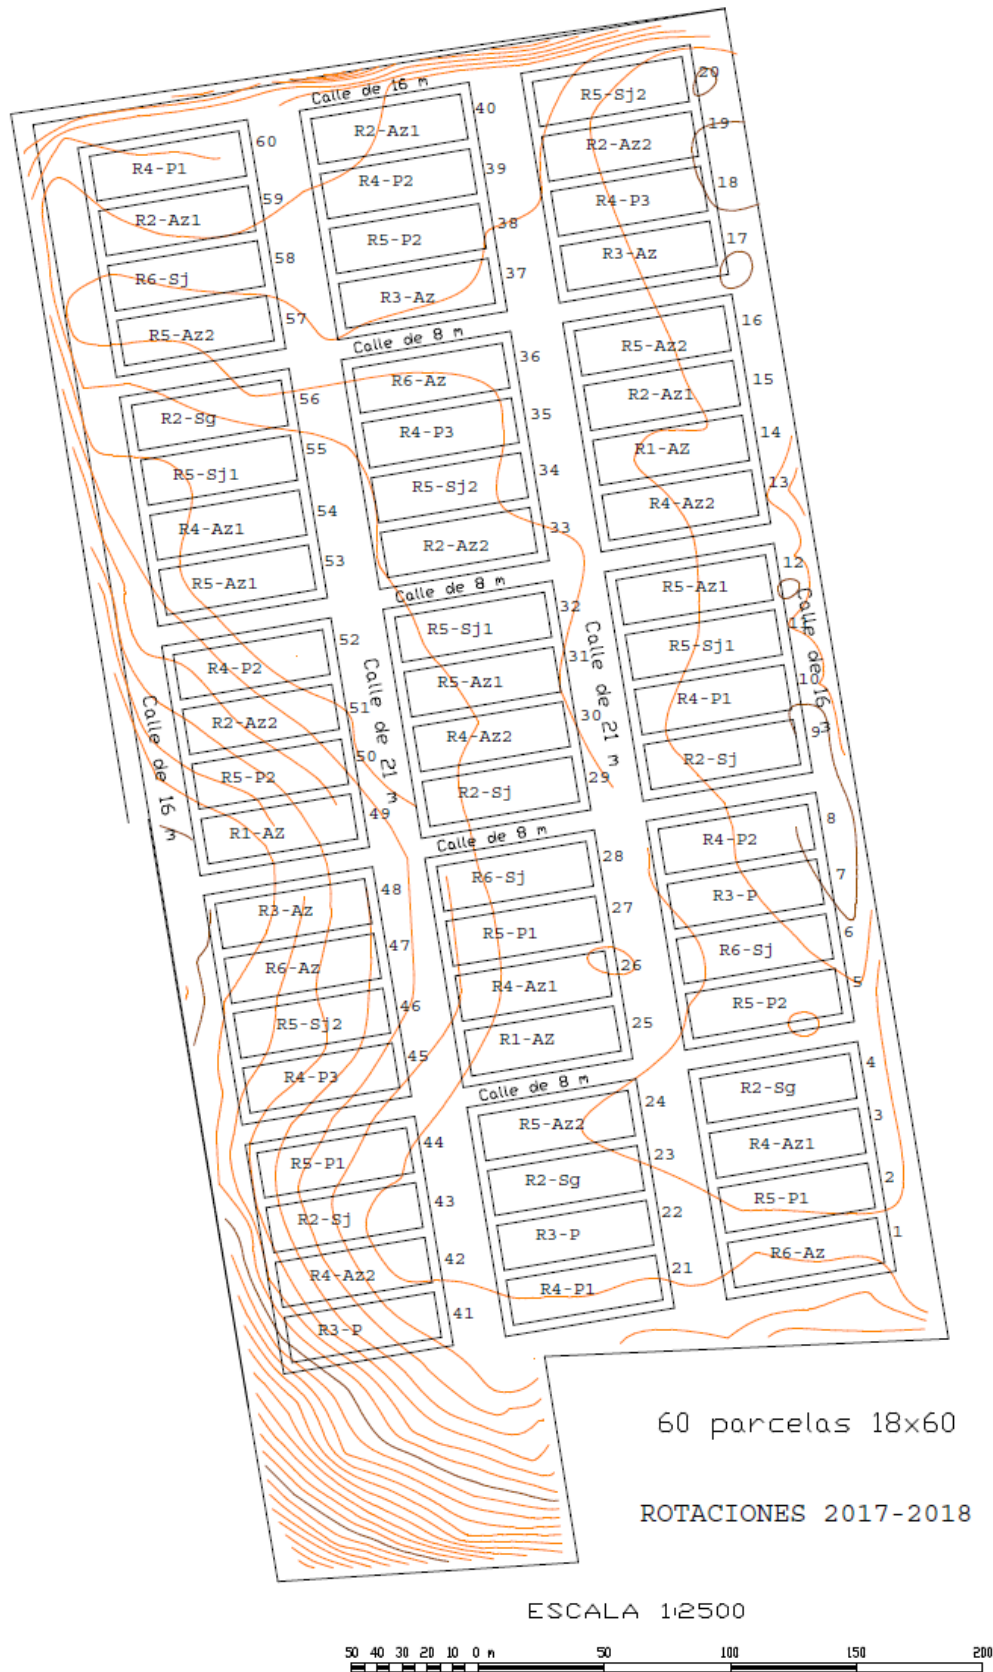 Calle de 16 m
60
R4-P1
59
R2-Az1
58
R6-Sj
57
R5-Az2
56
R2-Sg
55
R5-Sj1
54
R4-Az1
53
R5-Az1
52
R4-P2
51
R2-Az2
50
R5-P2
49
R1-AZ
48
R3-Az
47
R6-Az
46
R5-Sj2
45
R4-P3
44
R5-P1
43
R2-Sj
42
R4-Az2
41
R3-P
Calle de 16 m
Calle de 21 m
40
R2-Az1
39
R4-P2
38
R5-P2
37
R3-Az
Calle de 8 m
36
R6-Az
35
R4-P3
34
R5-Sj2
33
R2-Az2
Calle de 8 m
32
R5-Sj1
31
R5-Az1
30
R4-Az2
29
R2-Sj
Calle de 8 m
28
R6-Sj
27
R5-P1
26
R4-Az1
25
R1-AZ
Calle de 8 m
24
R5-Az2
23
R2-Sg
22
R3-P
21
R4-P1
Calle de 21 m
20
R5-Sj2
19
R2-Az2
18
R4-P3
17
R3-Az
16
R5-Az2
15
R2-Az1
14
R1-AZ
13
R4-Az2
12
R5-Az1
11
R5-Sj1
10
R4-P1
9
R2-Sj
Calle de 16 m
8
R4-P2
7
R3-P
6
R6-Sj
5
R5-P2
4
R2-Sg
3
R4-Az1
2
R5-P1
1
R6-Az
60 parcelas 18x60
ROTACIONES 2017-2018
ESCALA 1:2500
50 40 30 20 10 0 m 50 100 150 200